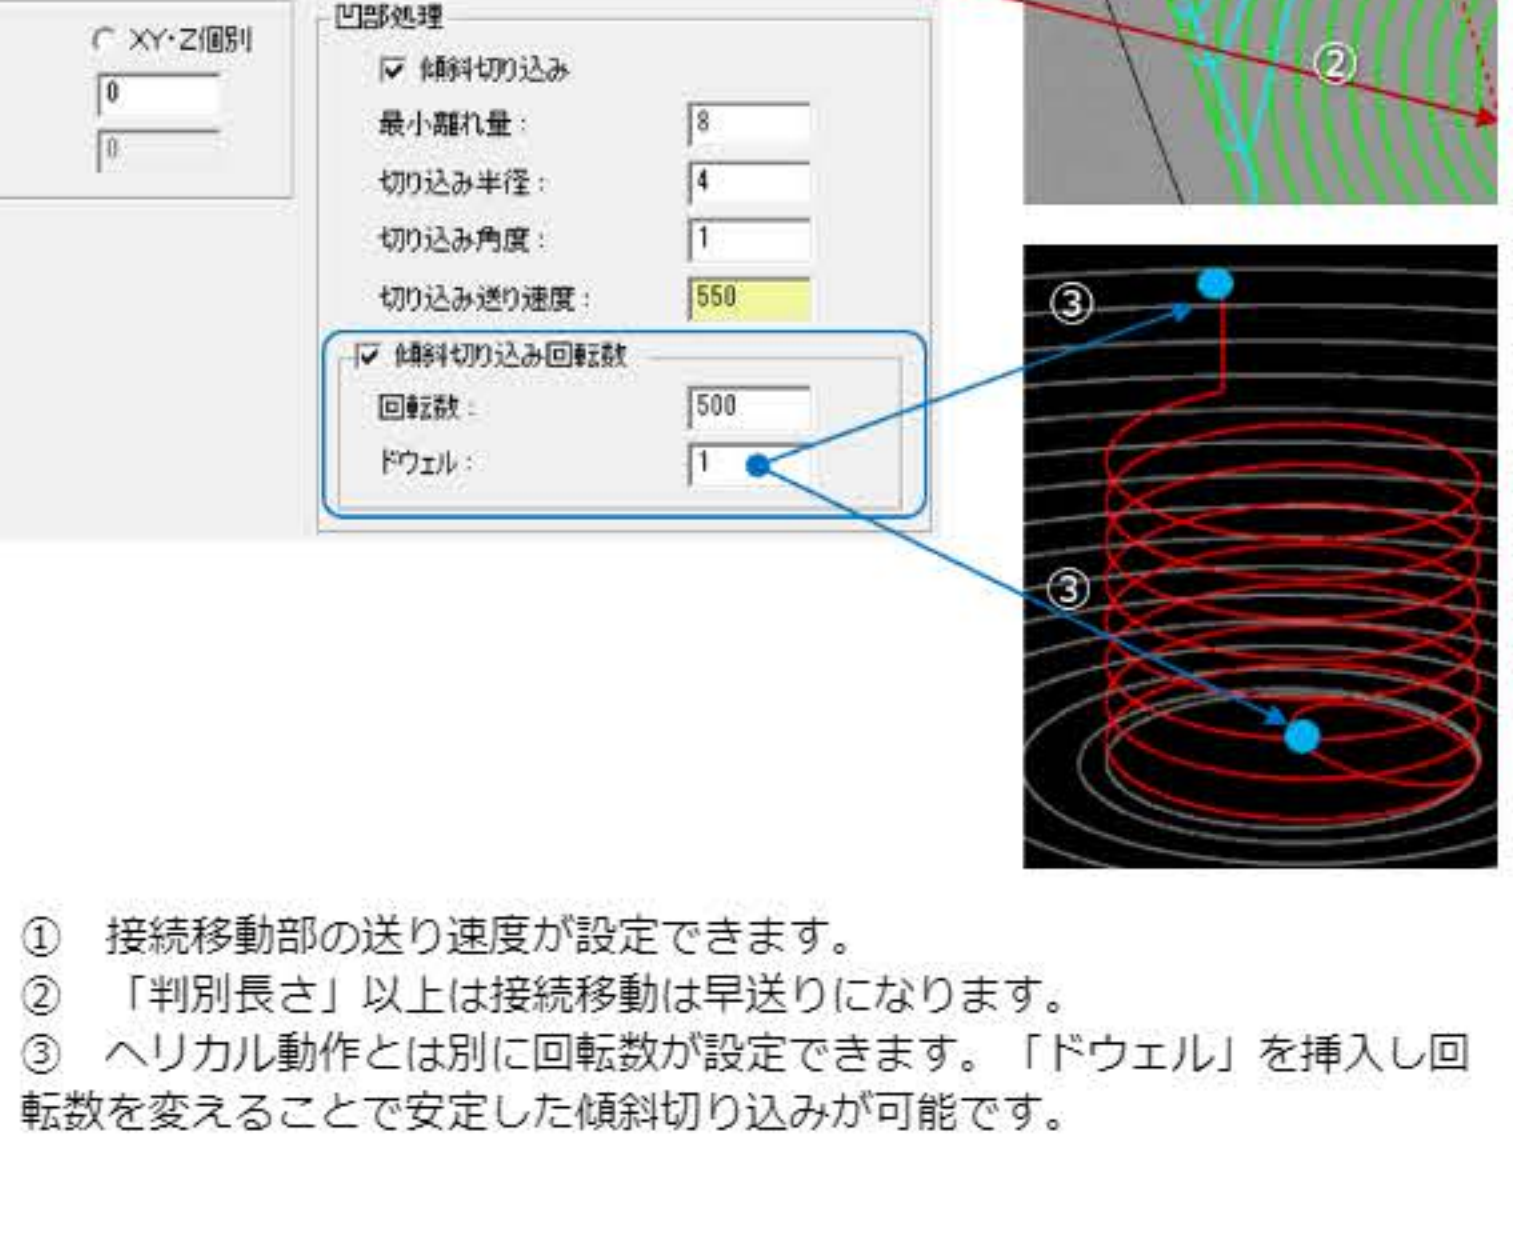 凹部処理
XY・Z個別
0
0
傾斜切り込み
最小離れ量： 8
切り込み半径： 4
切り込み角度： 1
切り込み送り速度： 550
傾斜切り込み回転数
回転数： 500
ドウェル： 1
②
③
③
① 接続移動部の送り速度が設定できます。
② 「判別長さ」以上は接続移動は早送りになります。
③ ヘリカル動作とは別に回転数が設定できます。「ドウェル」を挿入し回
転数を変えることで安定した傾斜切り込みが可能です。